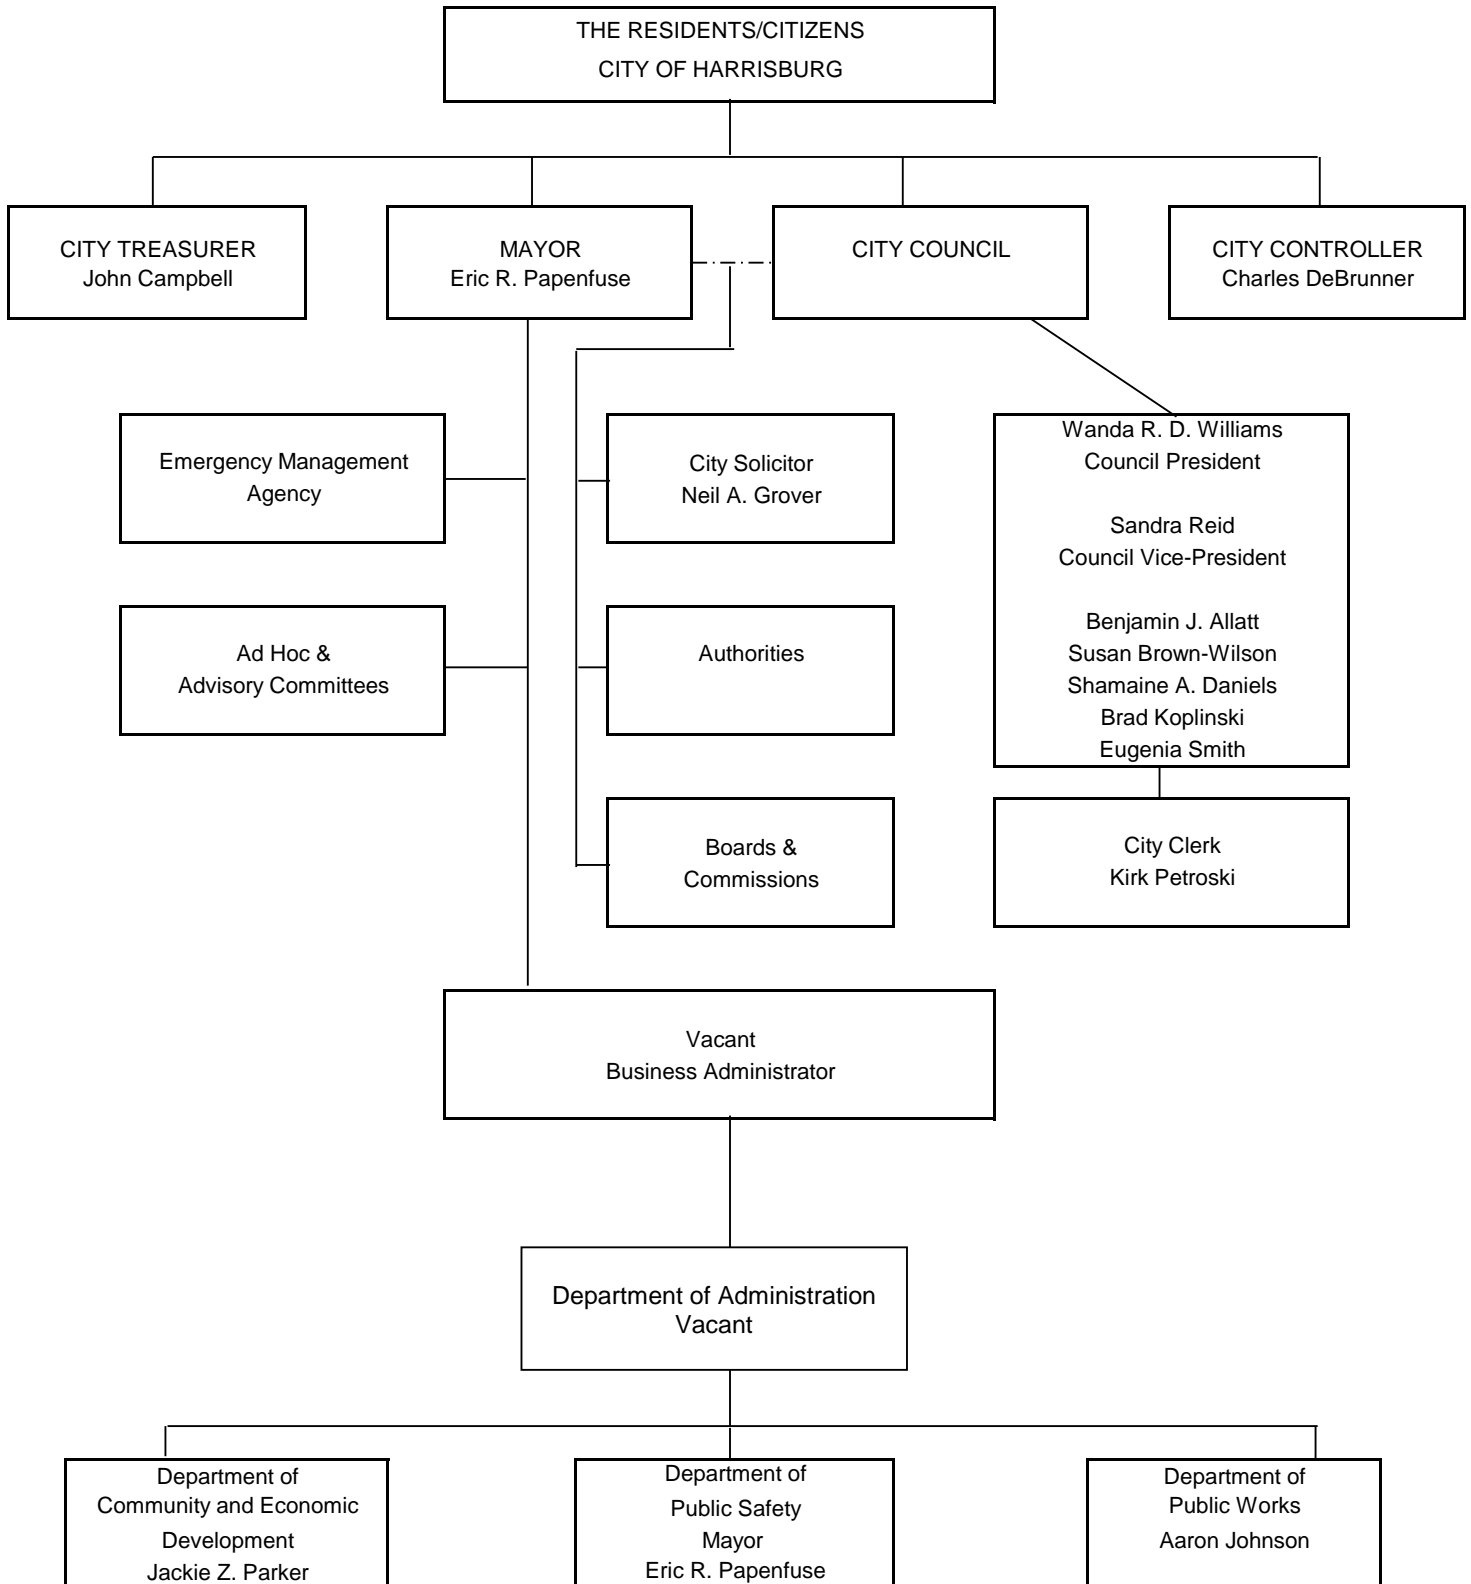 THE RESIDENTS/CITIZENS
CITY OF HARRISBURG
CITY TREASURER
John Campbell
MAYOR
Eric R. Papenfuse
CITY COUNCIL
CITY CONTROLLER
Charles DeBrunner
Emergency Management
Agency
City Solicitor
Neil A. Grover
Wanda R. D. Williams
Council President
Sandra Reid
Council Vice-President
Benjamin J. Allatt
Susan Brown-Wilson
Shamaine A. Daniels
Brad Koplinski
Eugenia Smith
Ad Hoc &
Advisory Committees
Authorities
Boards &
Commissions
City Clerk
Kirk Petroski
Vacant
Business Administrator
Department of Administration
Vacant
Department of
Community and Economic
Development
Jackie Z. Parker
Department of
Public Safety
Mayor
Eric R. Papenfuse
Department of
Public Works
Aaron Johnson